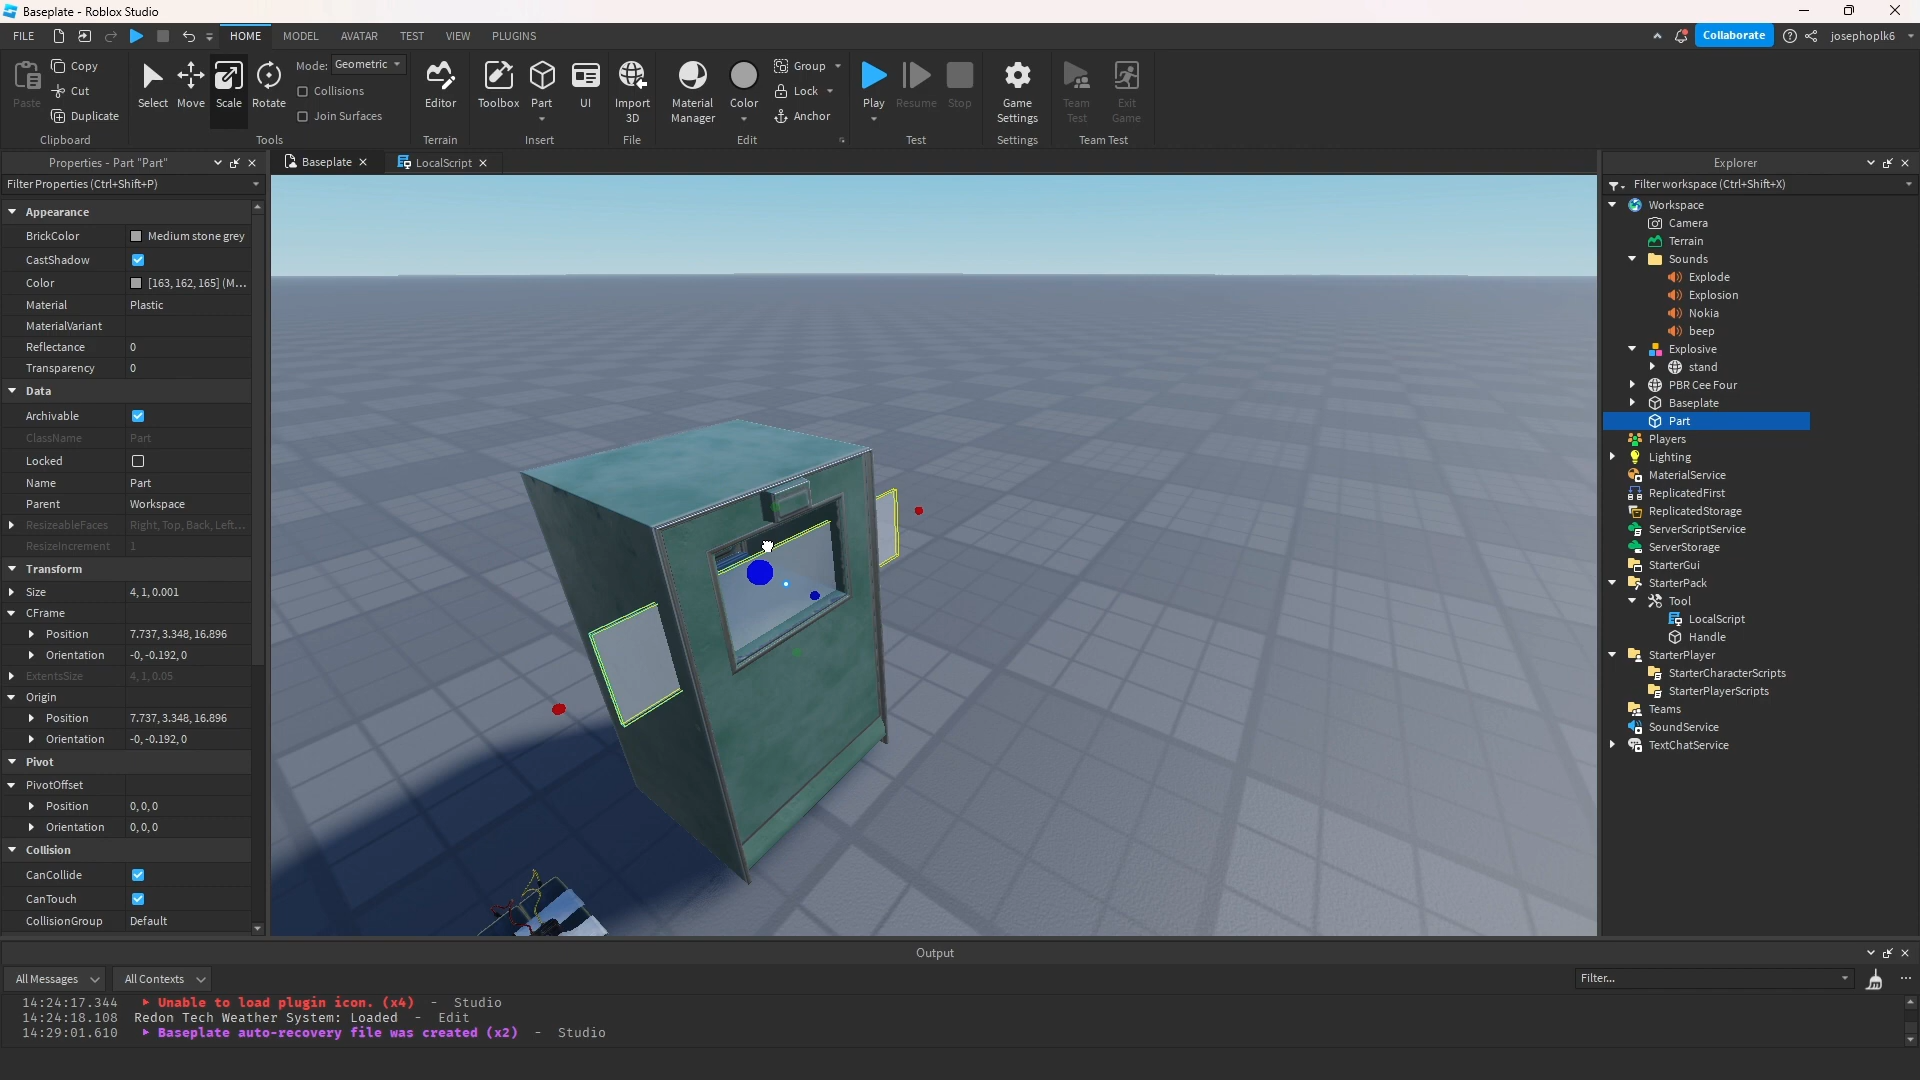 Baseplate - Roblox Studio
FILE HOME MODEL AVATAR TEST VIEW PLUGINS Collaborate josephoplk6
Paste Copy Cut Duplicate Clipboard
Select Move Scale Rotate Mode: Geometric Collisions Join Surfaces Tools
Editor Terrain
Toolbox Part UI Insert
Import 3D File
Material Manager Color Group Lock Anchor Edit
Play Resume Stop Test
Game Settings Settings
Team Test Exit Game Team Test
Properties - Part "Part"
Filter Properties (Ctrl+Shift+P)
Appearance
BrickColor Medium stone grey
CastShadow
Color [163, 162, 165] (M...
Material Plastic
MaterialVariant
Reflectance 0
Transparency 0
Data
Archivable
ClassName Part
Locked
Name Part
Parent Workspace
ResizeableFaces Right, Top, Back, Left...
ResizeIncrement 1
Transform
Size 4, 1, 0.001
CFrame
Position 7.737, 3.348, 16.896
Orientation -0, -0.192, 0
ExtentsSize 4, 1, 0.05
Origin
Position 7.737, 3.348, 16.896
Orientation -0, -0.192, 0
Pivot
PivotOffset
Position 0, 0, 0
Orientation 0, 0, 0
Collision
CanCollide
CanTouch
CollisionGroup Default
Baseplate LocalScript
Explorer
Filter workspace (Ctrl+Shift+X)
Workspace
Camera
Terrain
Sounds
Explode
Explosion
Nokia
beep
Explosive
stand
PBR Cee Four
Baseplate
Part
Players
Lighting
MaterialService
ReplicatedFirst
ReplicatedStorage
ServerScriptService
ServerStorage
StarterGui
StarterPack
Tool
LocalScript
Handle
StarterPlayer
StarterCharacterScripts
StarterPlayerScripts
Teams
SoundService
TextChatService
Output
All Messages All Contexts Filter...
14:24:17.344 Unable to load plugin icon. (x4) - Studio
14:24:18.108 Redon Tech Weather System: Loaded - Edit
14:29:01.610 Baseplate auto-recovery file was created (x2) - Studio